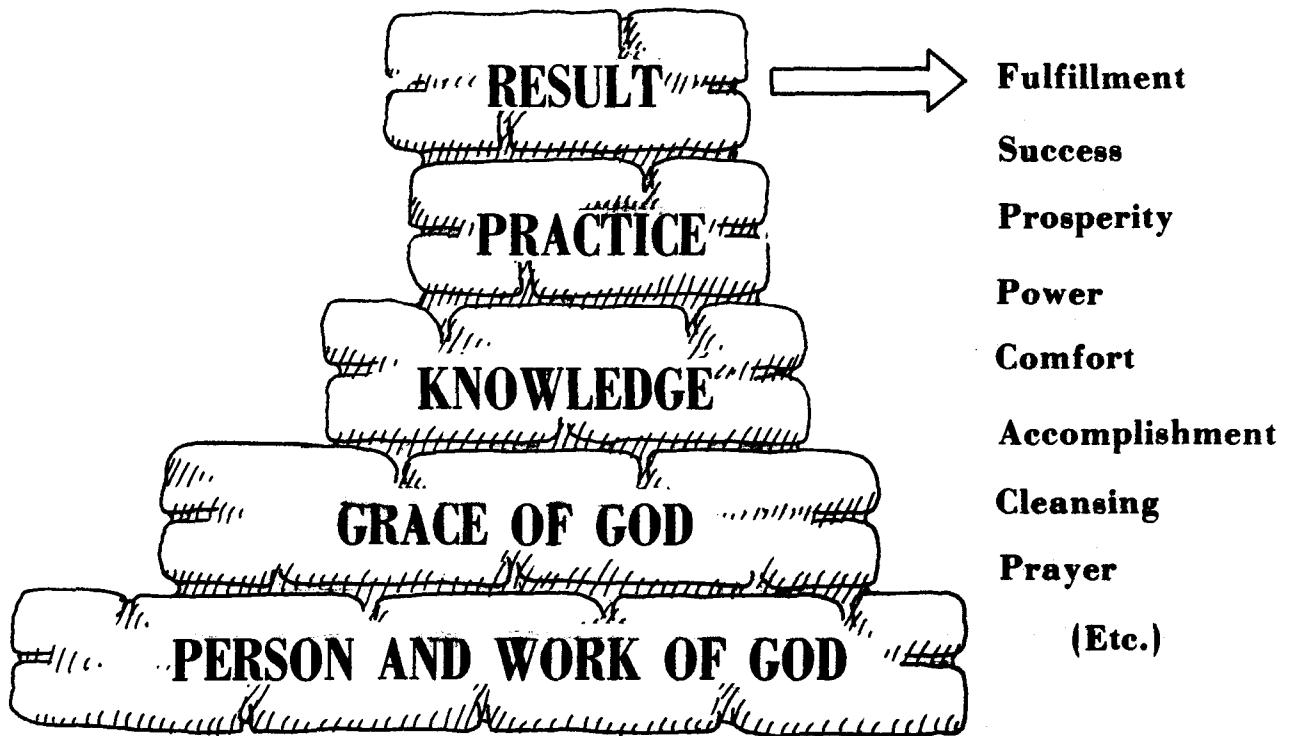 RESULT
PRACTICE
KNOWLEDGE
GRACE OF GOD
PERSON AND WORK OF GOD
Fulfillment
Success
Prosperity
Power
Comfort
Accomplishment
Cleansing
Prayer
(Etc.)